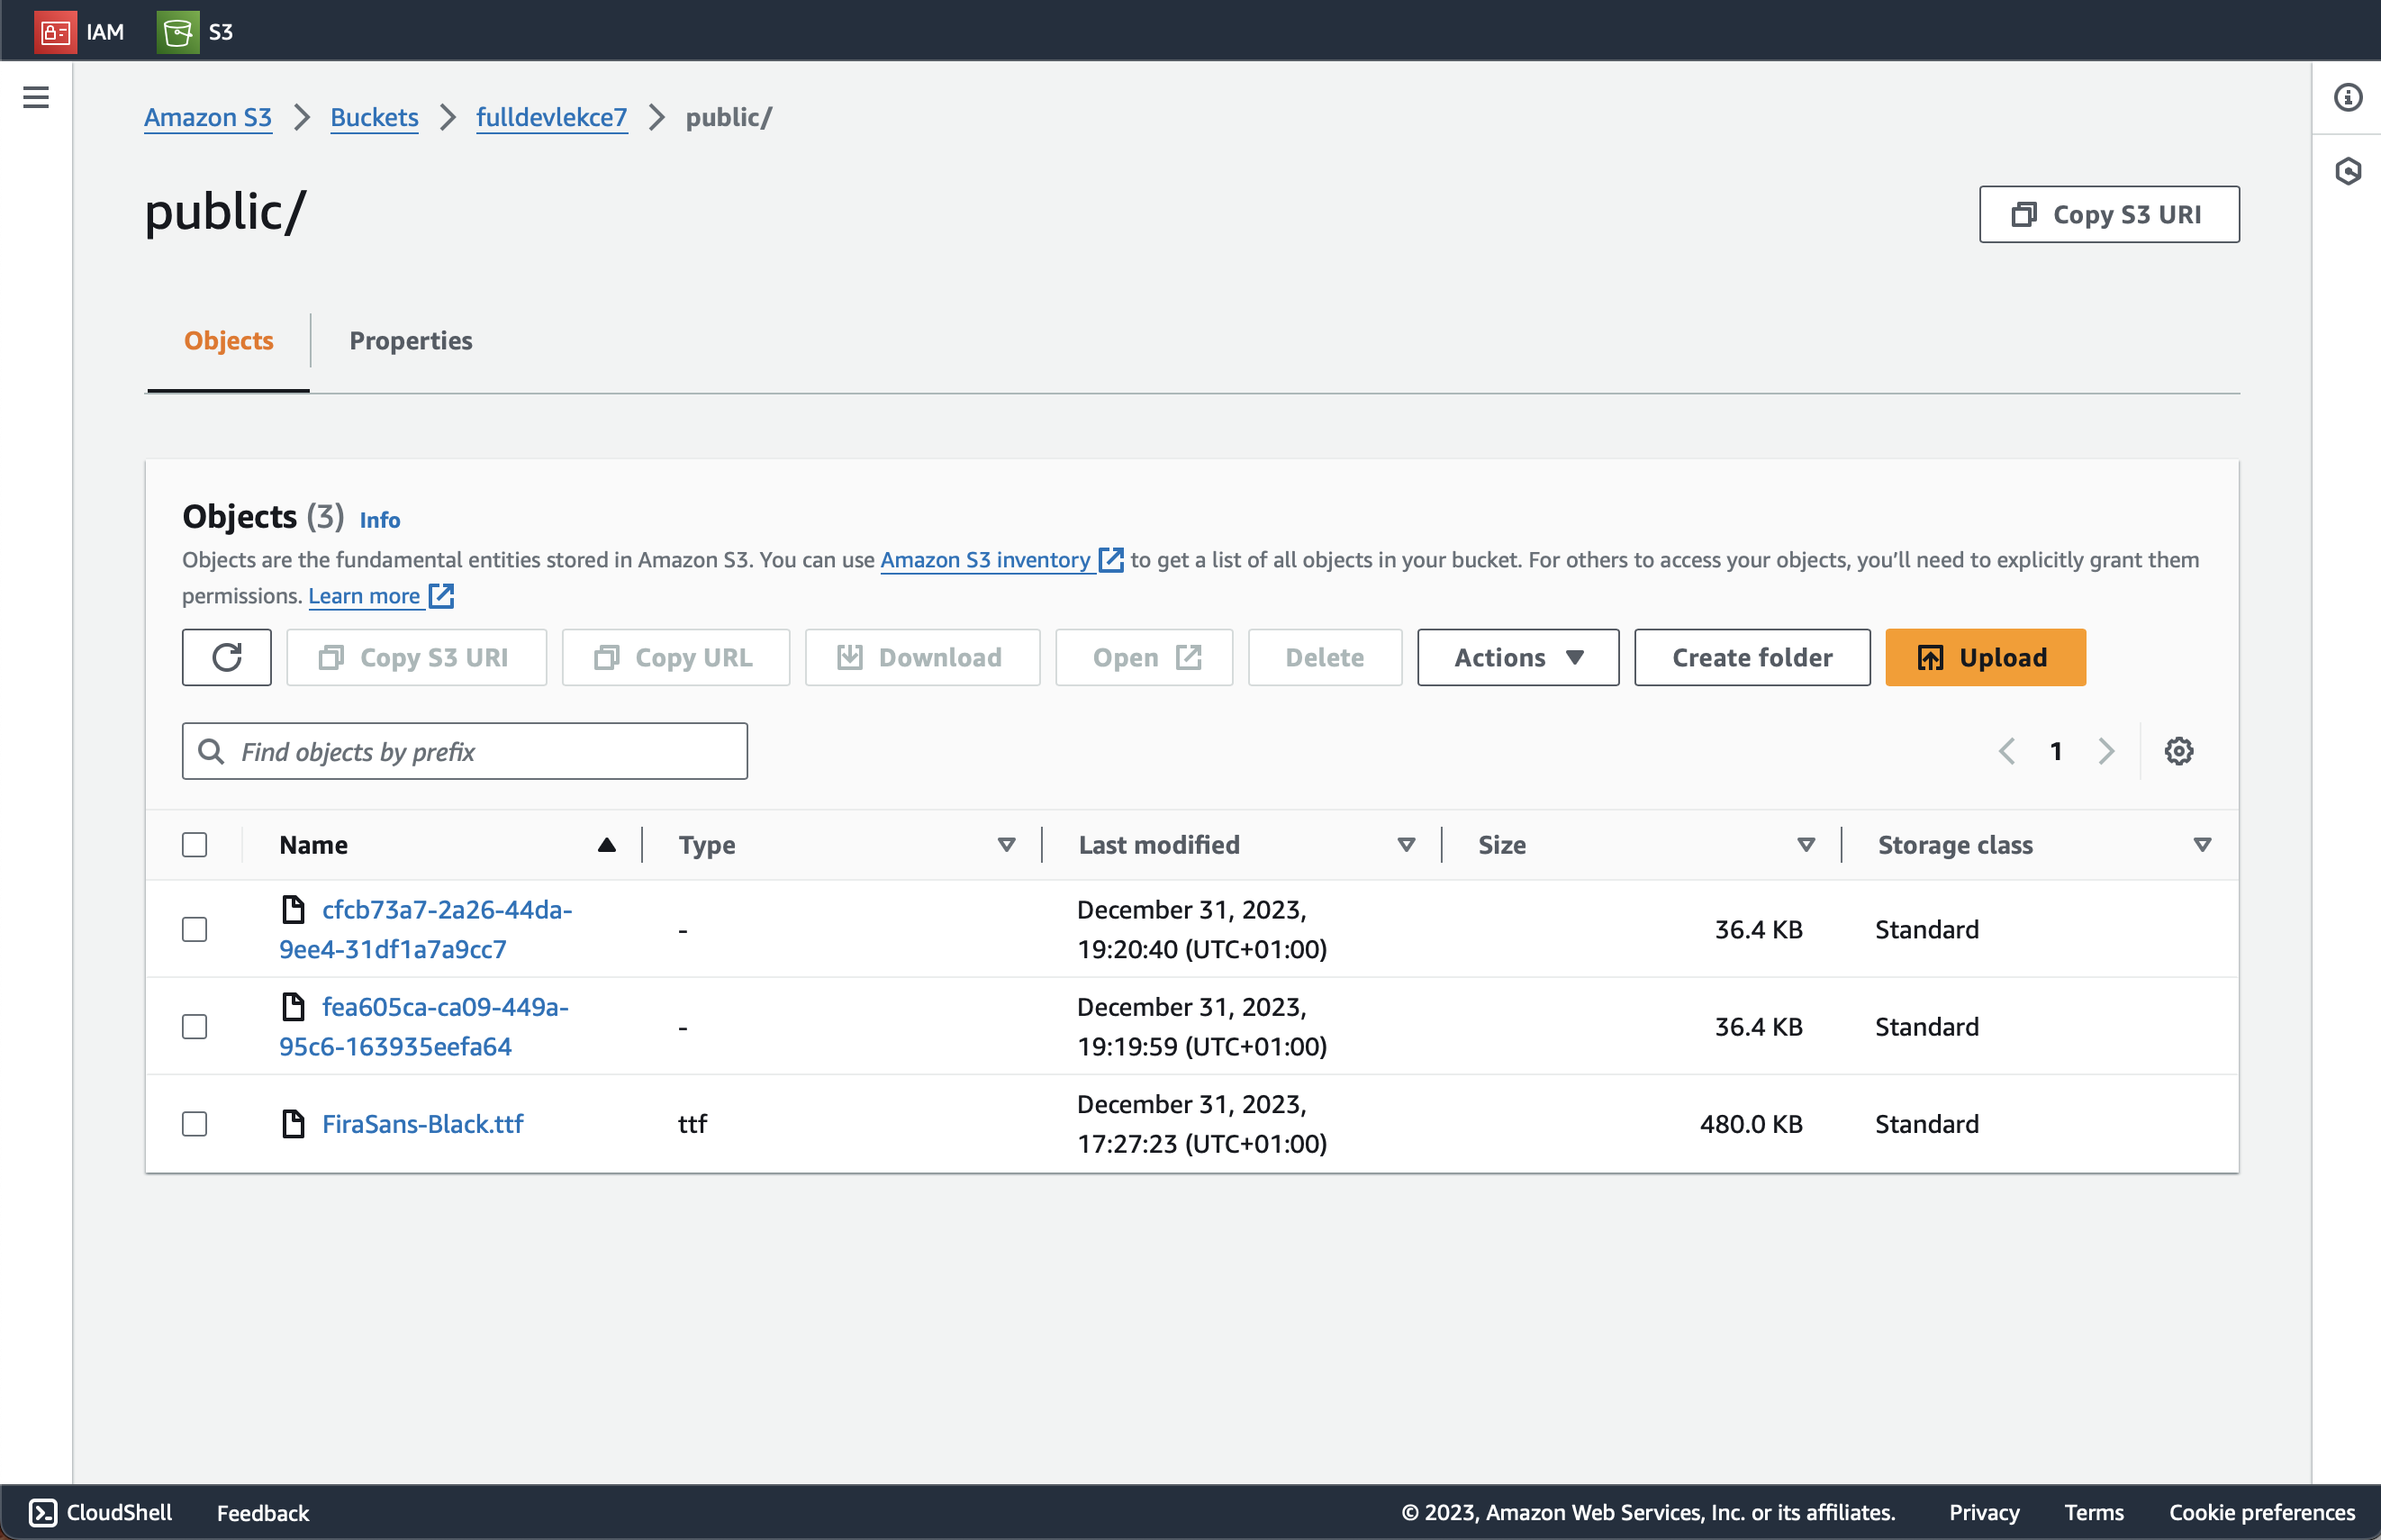 IAM S3
Amazon S3 Buckets fulldevlekce7 public/
public/
Copy S3 URI
Objects Properties
Objects (3) Info
Objects are the fundamental entities stored in Amazon S3. You can use Amazon S3 inventory to get a list of all objects in your bucket. For others to access your objects, you’ll need to explicitly grant them
permissions. Learn more
Copy S3 URI Copy URL Download Open Delete Actions Create folder Upload
Find objects by prefix 1
Name Type Last modified Size Storage class
cfcb73a7-2a26-44da-
9ee4-31df1a7a9cc7
-
December 31, 2023,
19:20:40 (UTC+01:00)
36.4 KB
Standard
fea605ca-ca09-449a-
95c6-163935eefa64
-
December 31, 2023,
19:19:59 (UTC+01:00)
36.4 KB
Standard
FiraSans-Black.ttf
ttf
December 31, 2023,
17:27:23 (UTC+01:00)
480.0 KB
Standard
CloudShell Feedback © 2023, Amazon Web Services, Inc. or its affiliates. Privacy Terms Cookie preferences